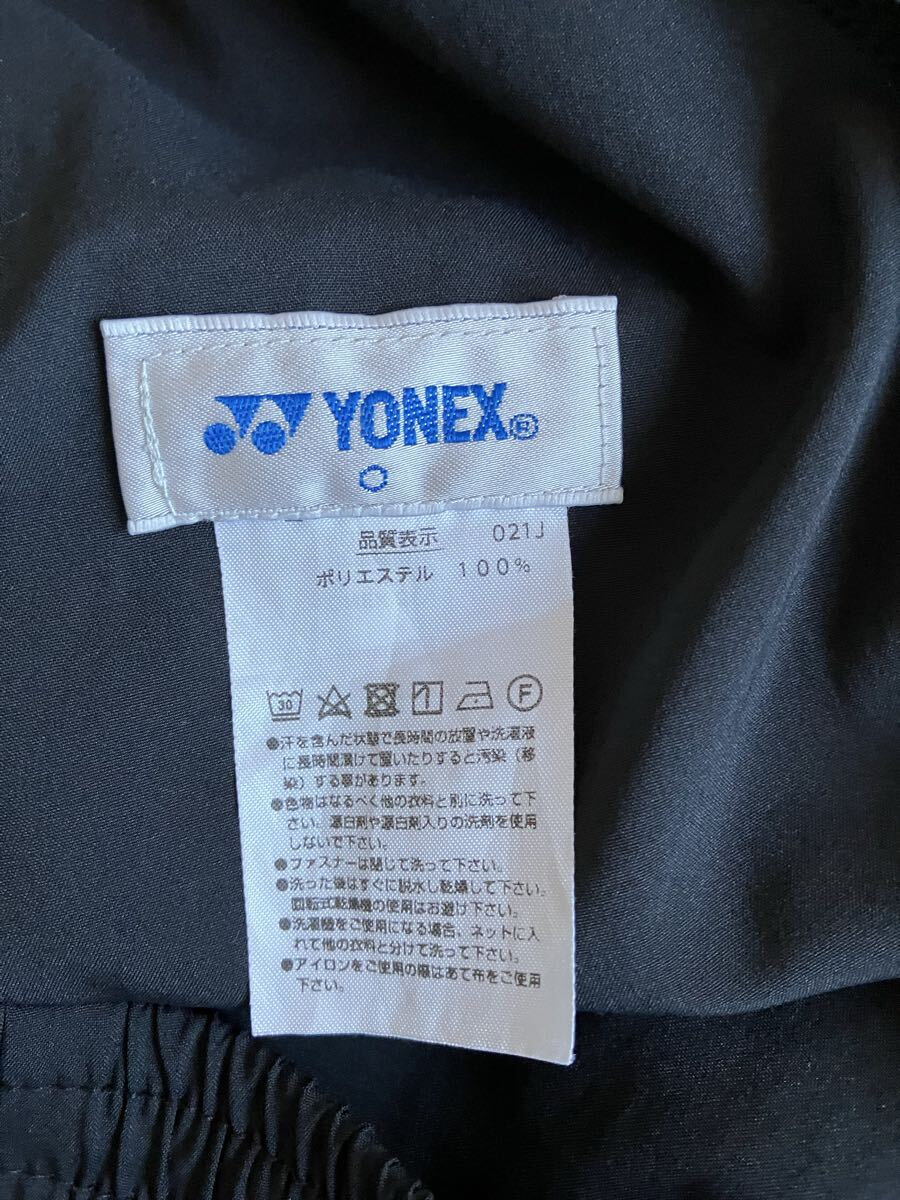 YONEX®
O
品質表示 021J
ポリエステル 100%
30 F
●汗を含んだ状態で長時間の放置や洗濯液
に長時間漬けて置いたりすると汚染(移
染)する事があります。
●色物はなるべく他の衣料と別に洗って下
さい。漂白剤や漂白剤入りの洗剤を使用
しないで下さい。
●ファスナーは閉じて洗って下さい。
●洗った後はすぐに脱水し乾燥して下さい。
回転式乾燥機の使用はお避け下さい。
●洗濯機をご使用になる場合、ネットに入
れて他の衣料と分けて洗って下さい。
●アイロンをご使用の際はあて布をご使用
下さい。